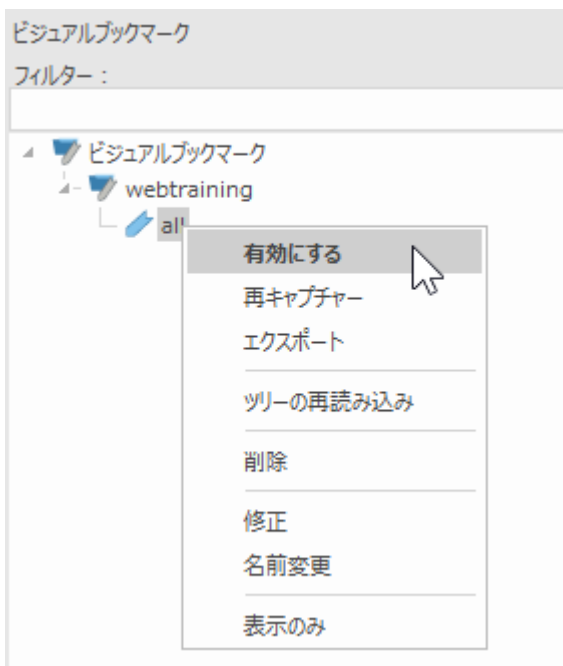 ビジュアルブックマーク
フィルター：
ビジュアルブックマーク
webtraining
all
有効にする
再キャプチャー
エクスポート
ツリーの再読み込み
削除
修正
名前変更
表示のみ